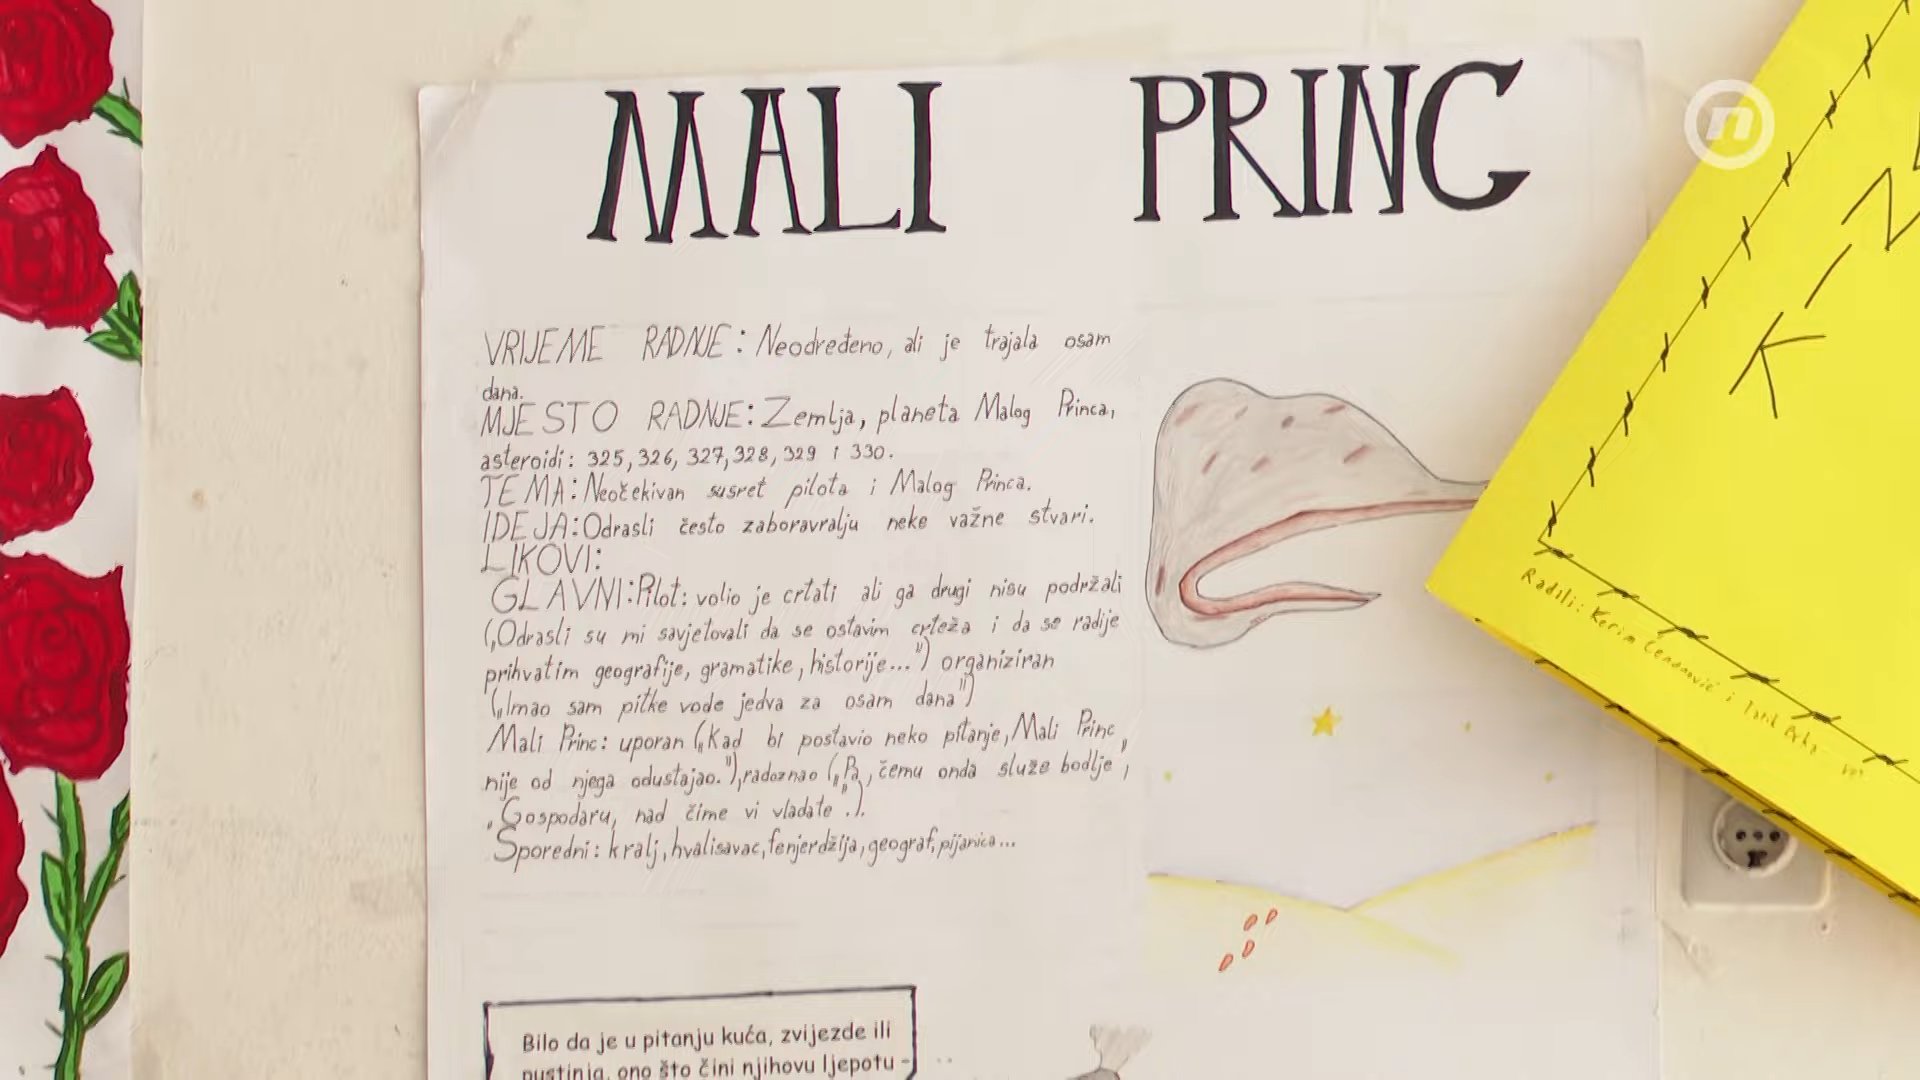 MALI PRINC
VRIJEME RADNJE: Neodređeno, ali je trajala osam
dana.
MJESTO RADNJE: Zemlja, planeta Malog Princa,
asteroidi: 325, 326, 327, 328, 329 i 330.
TEMA: Neočekivan susret pilota i Malog Princa.
IDEJA: Odrasli često zaboravralju neke važne stvari.
LIKOVI:
GLAVNI: Pilot: volio je crtati ali ga drugi nisu podržali
(„Odrasli su mi savjetovali da se ostavim crteža i da se radije
prihvatim geografije, gramatike, historije...") organiziran
(„Imao sam pitke vode jedva za osam dana")
Mali Princ: uporan („Kad bi postavio neko pitanje, Mali Princ
nije od njega odustajao."), radoznao („Pa, čemu onda služe bodlje",
„Gospodaru, nad čime vi vladate".).
Sporedni: kralj, hvalisavac, fenjerdžija, geograf, pijanica...
Bilo da je u pitanju kuća, zvijezde ili
pustinja, ono što čini njihovu ljepotu -
n
Radili: Kerim i Tarik